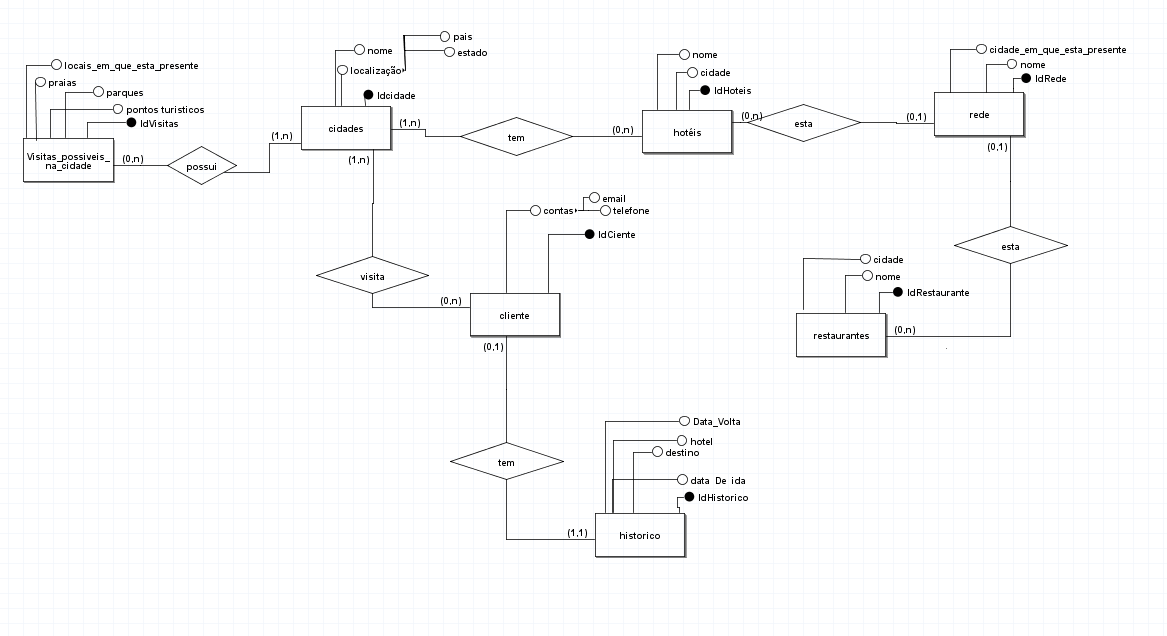 locais_em_que_esta_presente
praias
parques
pontos turisticos
IdVisitas
Visitas_possiveis_
na_cidade
(0,n)
possui
(1,n)
nome
localização
pais
estado
Idcidade
cidades
(1,n)
(1,n)
tem
(0,n)
nome
cidade
IdHoteis
hotéis
(0,n)
esta
(0,1)
cidade_em_que_esta_presente
nome
IdRede
rede
(0,1)
esta
visita
(0,n)
contas
email
telefone
IdCiente
cliente
(0,1)
cidade
nome
IdRestaurante
restaurantes
(0,n)
tem
(1,1)
Data_Volta
hotel
destino
data De ida
IdHistorico
historico